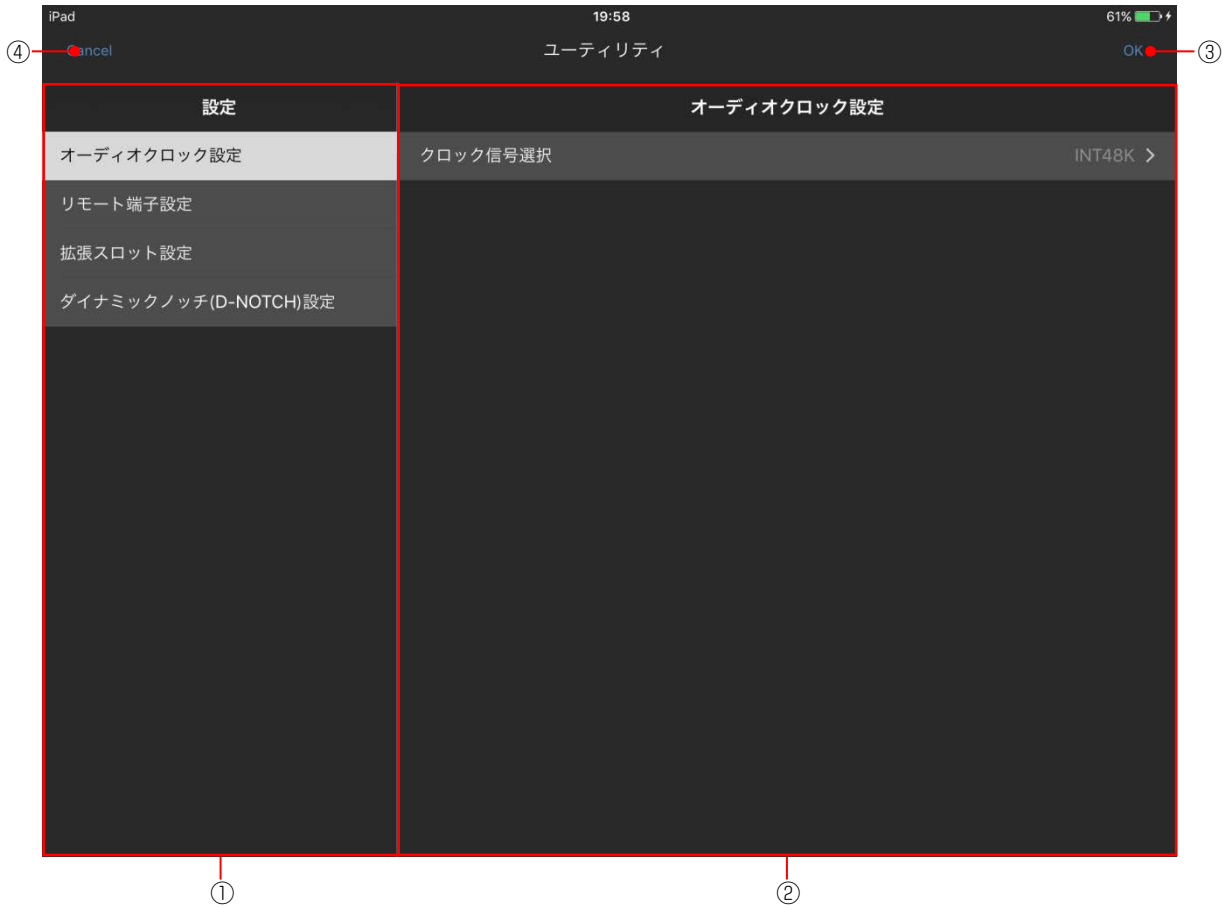 iPad 19:58 61%
④ Cancel ユーティリティ OK ③
設定 オーディオクロック設定
オーディオクロック設定 クロック信号選択 INT48K
リモート端子設定
拡張スロット設定
ダイナミックノッチ(D-NOTCH)設定
① ②